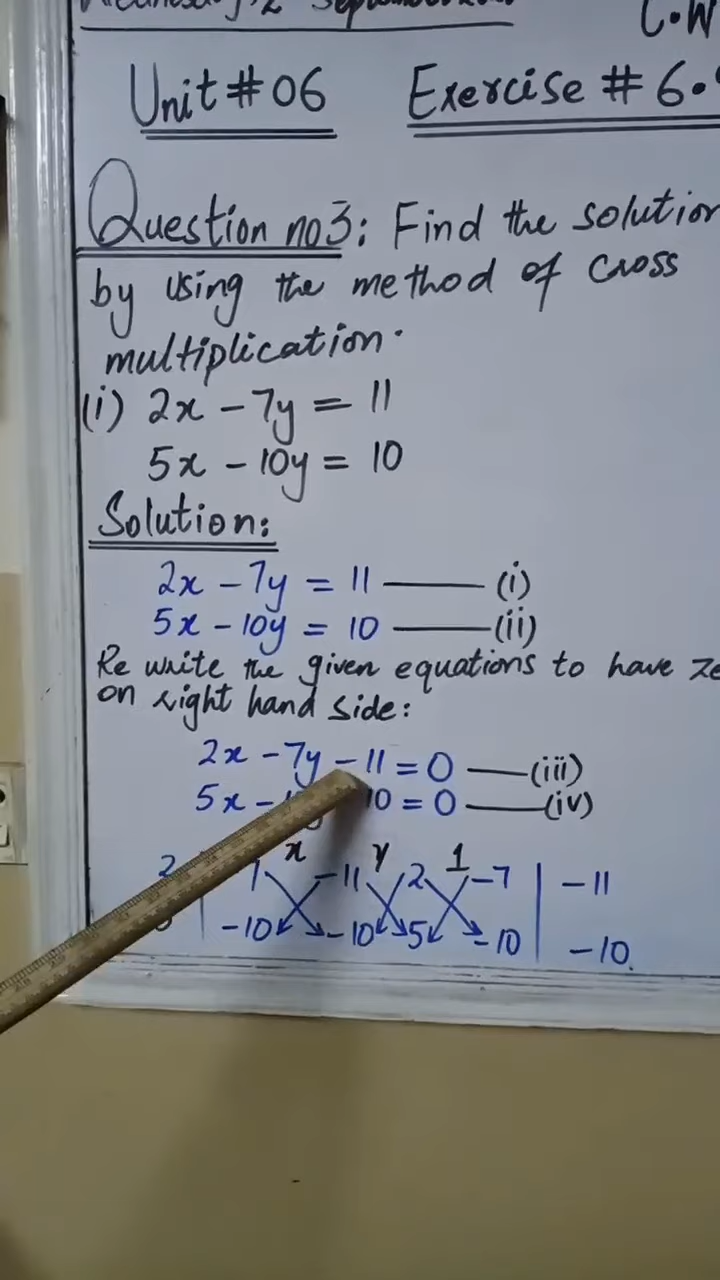 Unit # 06 Exercise # 6.
Question no3: Find the solution
by using the method of cross
multiplication.
(i) 2x - 7y = 11
5x - 10y = 10
Solution:
2x - 7y = 11 —— (i)
5x - 10y = 10 —— (ii)
Re write the given equations to have ze
on right hand side:
2x - 7y - 11 = 0 —— (iii)
5x - 10 = 0 —— (iv)
x y 1
2 -11 2 -7 | -11
| -10 -10 5 -10 | -10